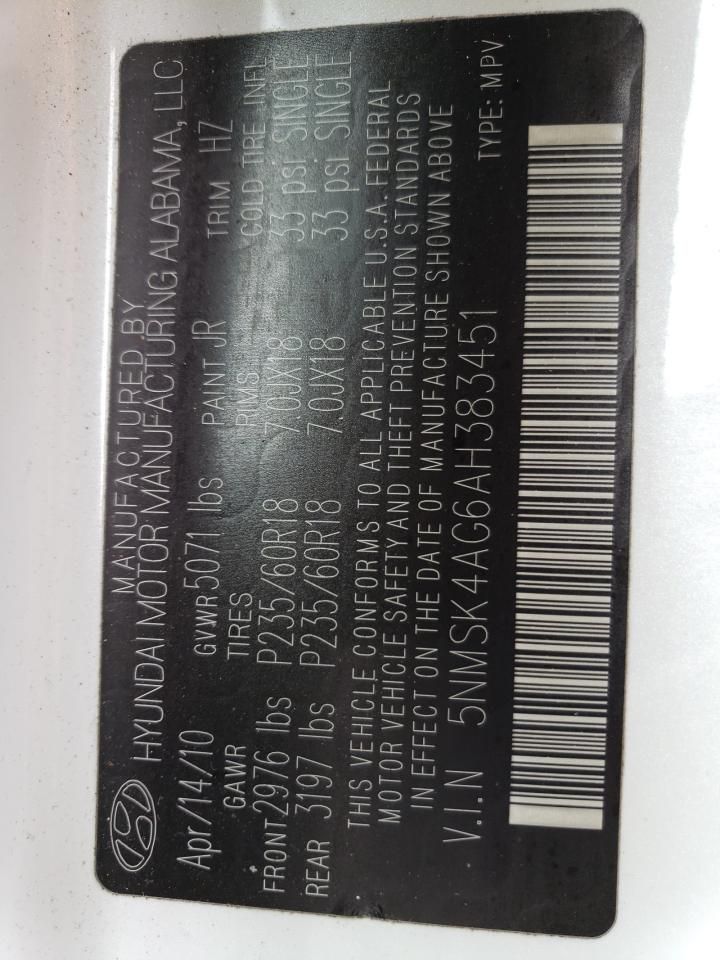 MANUFACTURED BY
HYUNDAI MOTOR MANUFACTURING ALABAMA, LLC
Apr/14/10 GVWR 5071 lbs PAINT JR TRIM HZ
GAWR TIRES RIMS COLD TIRE INFL
FRONT 2976 lbs P235/60R18 7.0JX18 33 psi SINGLE
REAR 3197 lbs P235/60R18 7.0JX18 33 psi SINGLE
THIS VEHICLE CONFORMS TO ALL APPLICABLE U.S.A. FEDERAL
MOTOR VEHICLE SAFETY AND THEFT PREVENTION STANDARDS
IN EFFECT ON THE DATE OF MANUFACTURE SHOWN ABOVE
V.I.N 5NMSK4AG6AH383451 TYPE: MPV